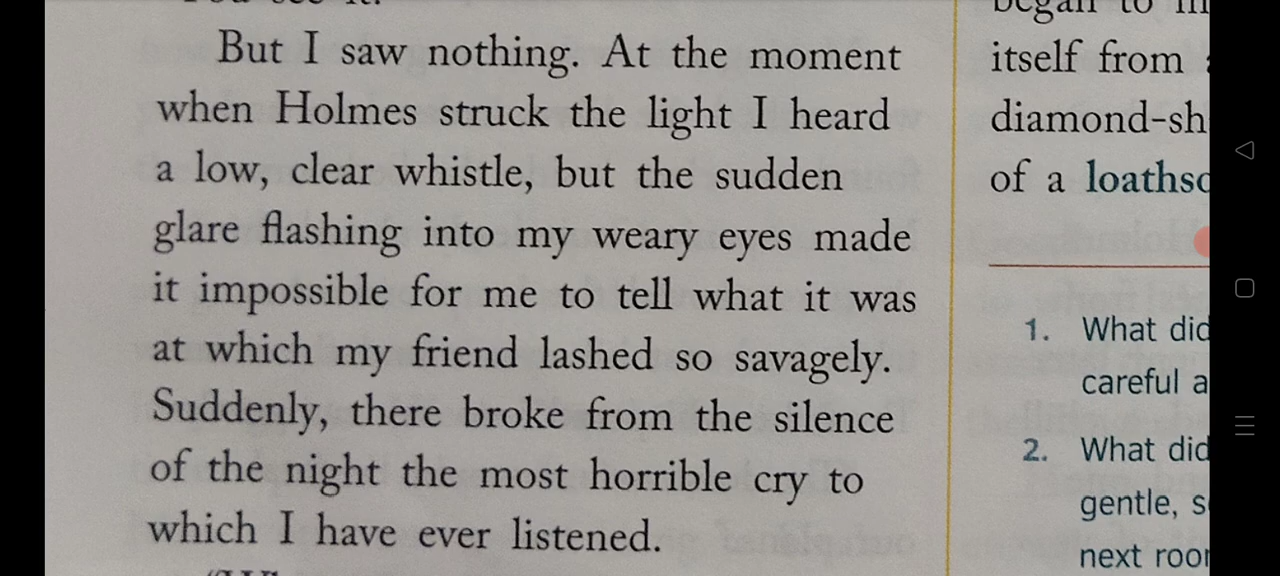 But I saw nothing. At the moment
when Holmes struck the light I heard
a low, clear whistle, but the sudden
glare flashing into my weary eyes made
it impossible for me to tell what it was
at which my friend lashed so savagely.
Suddenly, there broke from the silence
of the night the most horrible cry to
which I have ever listened.
itself from
diamond-sh
of a loathso
1. What did
careful a
2. What did
gentle, s
next roor